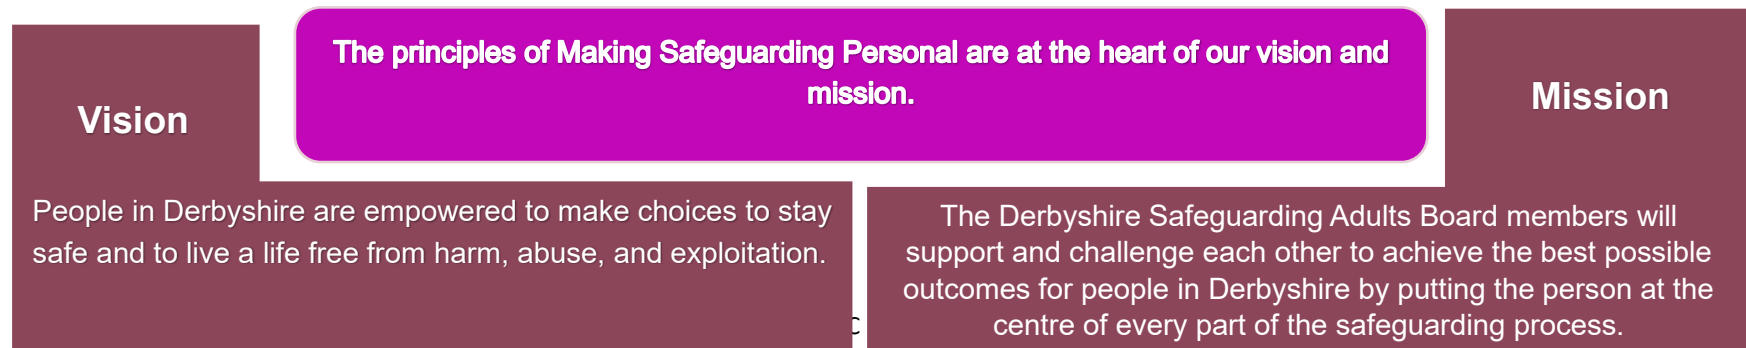 The principles of Making Safeguarding Personal are at the heart of our vision and
mission.
Vision
People in Derbyshire are empowered to make choices to stay
safe and to live a life free from harm, abuse, and exploitation.
Mission
The Derbyshire Safeguarding Adults Board members will
support and challenge each other to achieve the best possible
outcomes for people in Derbyshire by putting the person at the
centre of every part of the safeguarding process.